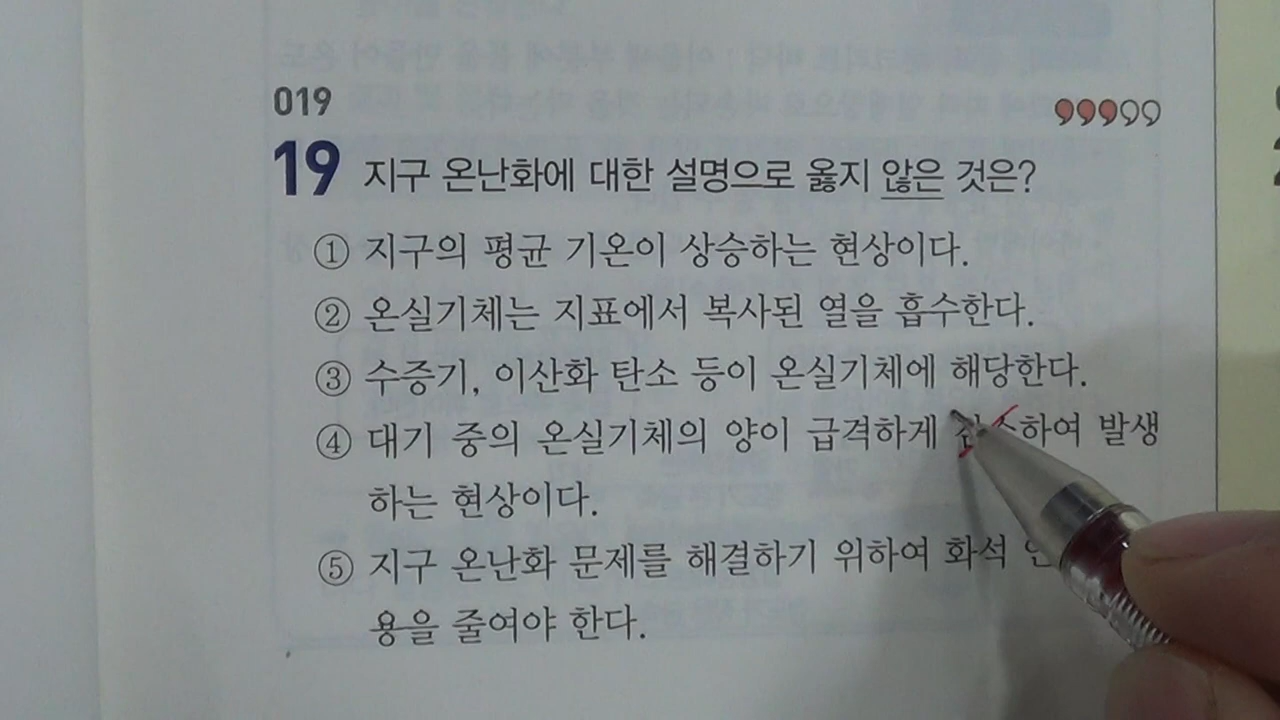 019
19 지구 온난화에 대한 설명으로 옳지 않은 것은?
① 지구의 평균 기온이 상승하는 현상이다.
② 온실기체는 지표에서 복사된 열을 흡수한다.
③ 수증기, 이산화 탄소 등이 온실기체에 해당한다.
④ 대기 중의 온실기체의 양이 급격하게 하여 발생
하는 현상이다.
⑤ 지구 온난화 문제를 해결하기 위하여 화석
용을 줄여야 한다.